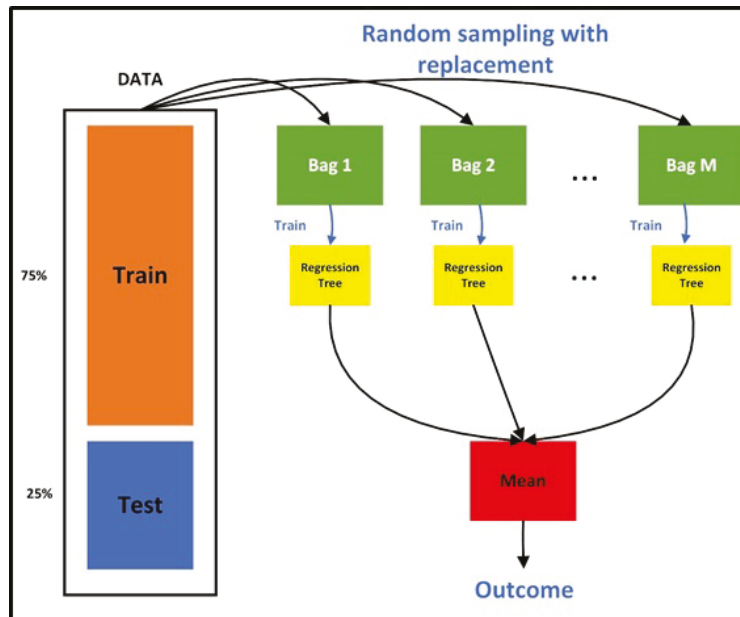 Random sampling with
replacement
DATA
Bag 1
Bag 2
...
Bag M
Train
Train
Train
Train
75%
Regression
Tree
Regression
Tree
...
Regression
Tree
Test
25%
Mean
Outcome